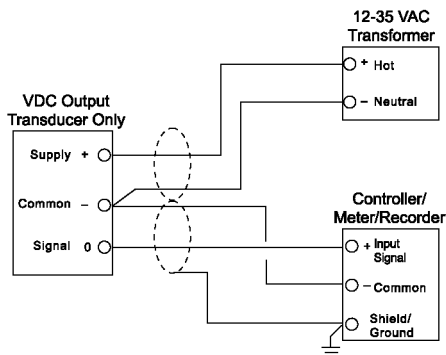 12-35 VAC
Transformer
+ Hot
– Neutral
VDC Output
Transducer Only
Supply +
Common –
Signal 0
Controller/
Meter/Recorder
+ Input
Signal
– Common
Shield/
Ground